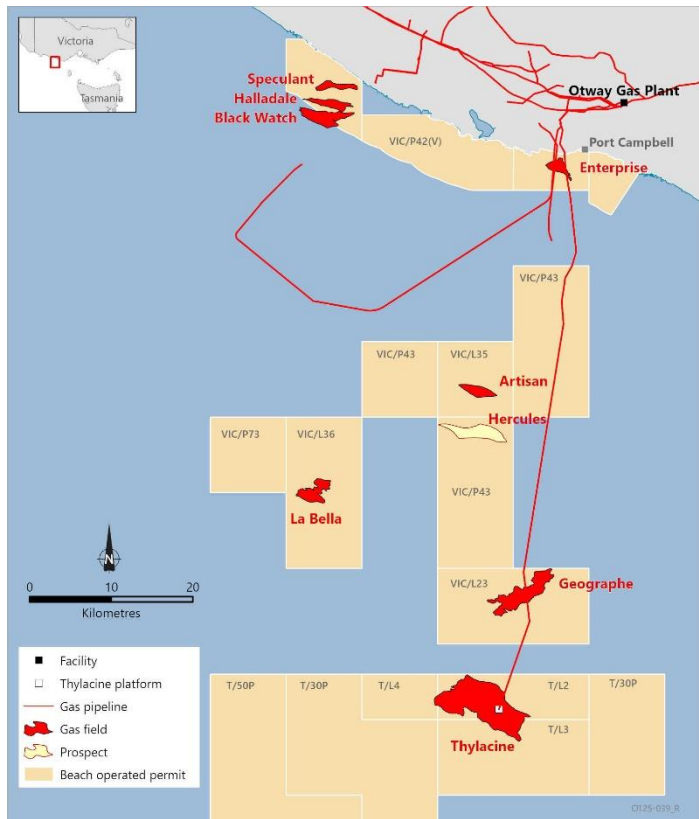 Victoria
Tasmania
Speculant
Halladale
Black Watch
Otway Gas Plant
Port Campbell
VIC/P42(V)
Enterprise
VIC/P43
VIC/P43
VIC/L35
Artisan
Hercules
VIC/P73
VIC/L36
La Bella
VIC/P43
N
0
10
20
Kilometres
VIC/L23
Geographe
Facility
Thylacine platform
Gas pipeline
Gas field
Prospect
Beach operated permit
T/50P
T/30P
T/L4
T/L2
T/30P
T/L3
Thylacine
O125-039_R